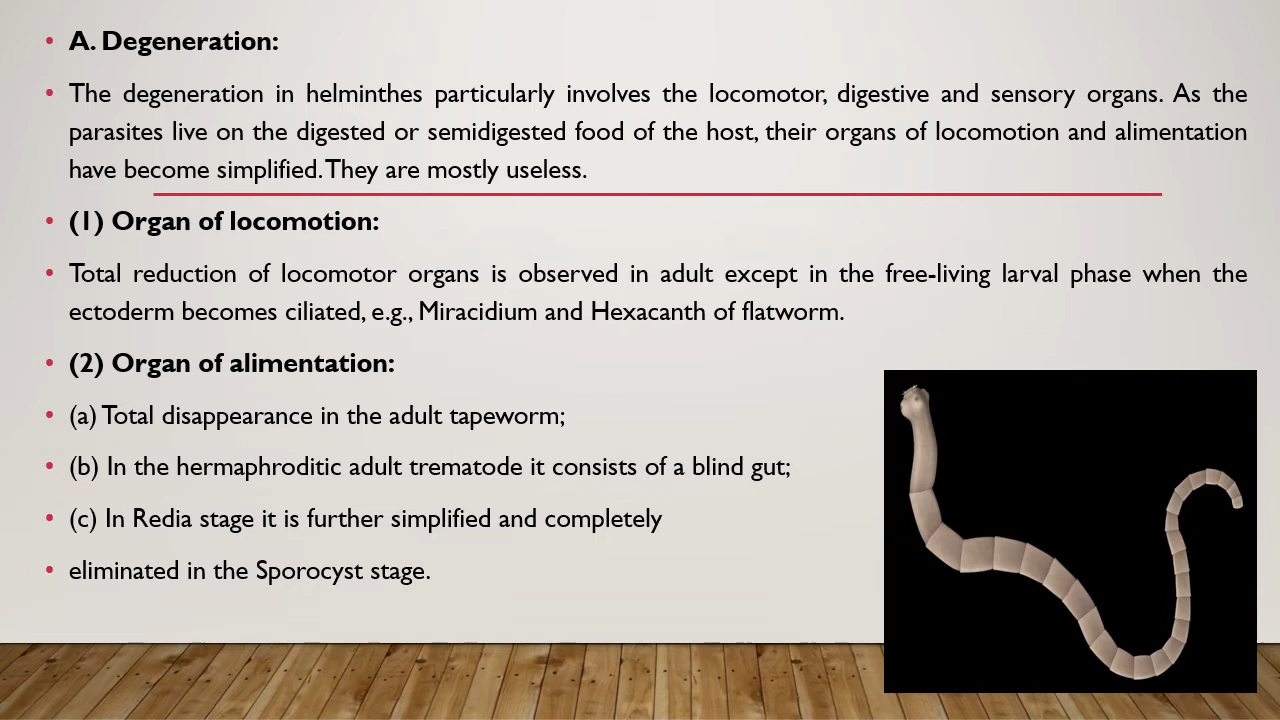 • A. Degeneration:
• The degeneration in helminthes particularly involves the locomotor, digestive and sensory organs. As the
parasites live on the digested or semidigested food of the host, their organs of locomotion and alimentation
have become simplified. They are mostly useless.
• (1) Organ of locomotion:
• Total reduction of locomotor organs is observed in adult except in the free-living larval phase when the
ectoderm becomes ciliated, e.g., Miracidium and Hexacanth of flatworm.
• (2) Organ of alimentation:
• (a) Total disappearance in the adult tapeworm;
• (b) In the hermaphroditic adult trematode it consists of a blind gut;
• (c) In Redia stage it is further simplified and completely
• eliminated in the Sporocyst stage.